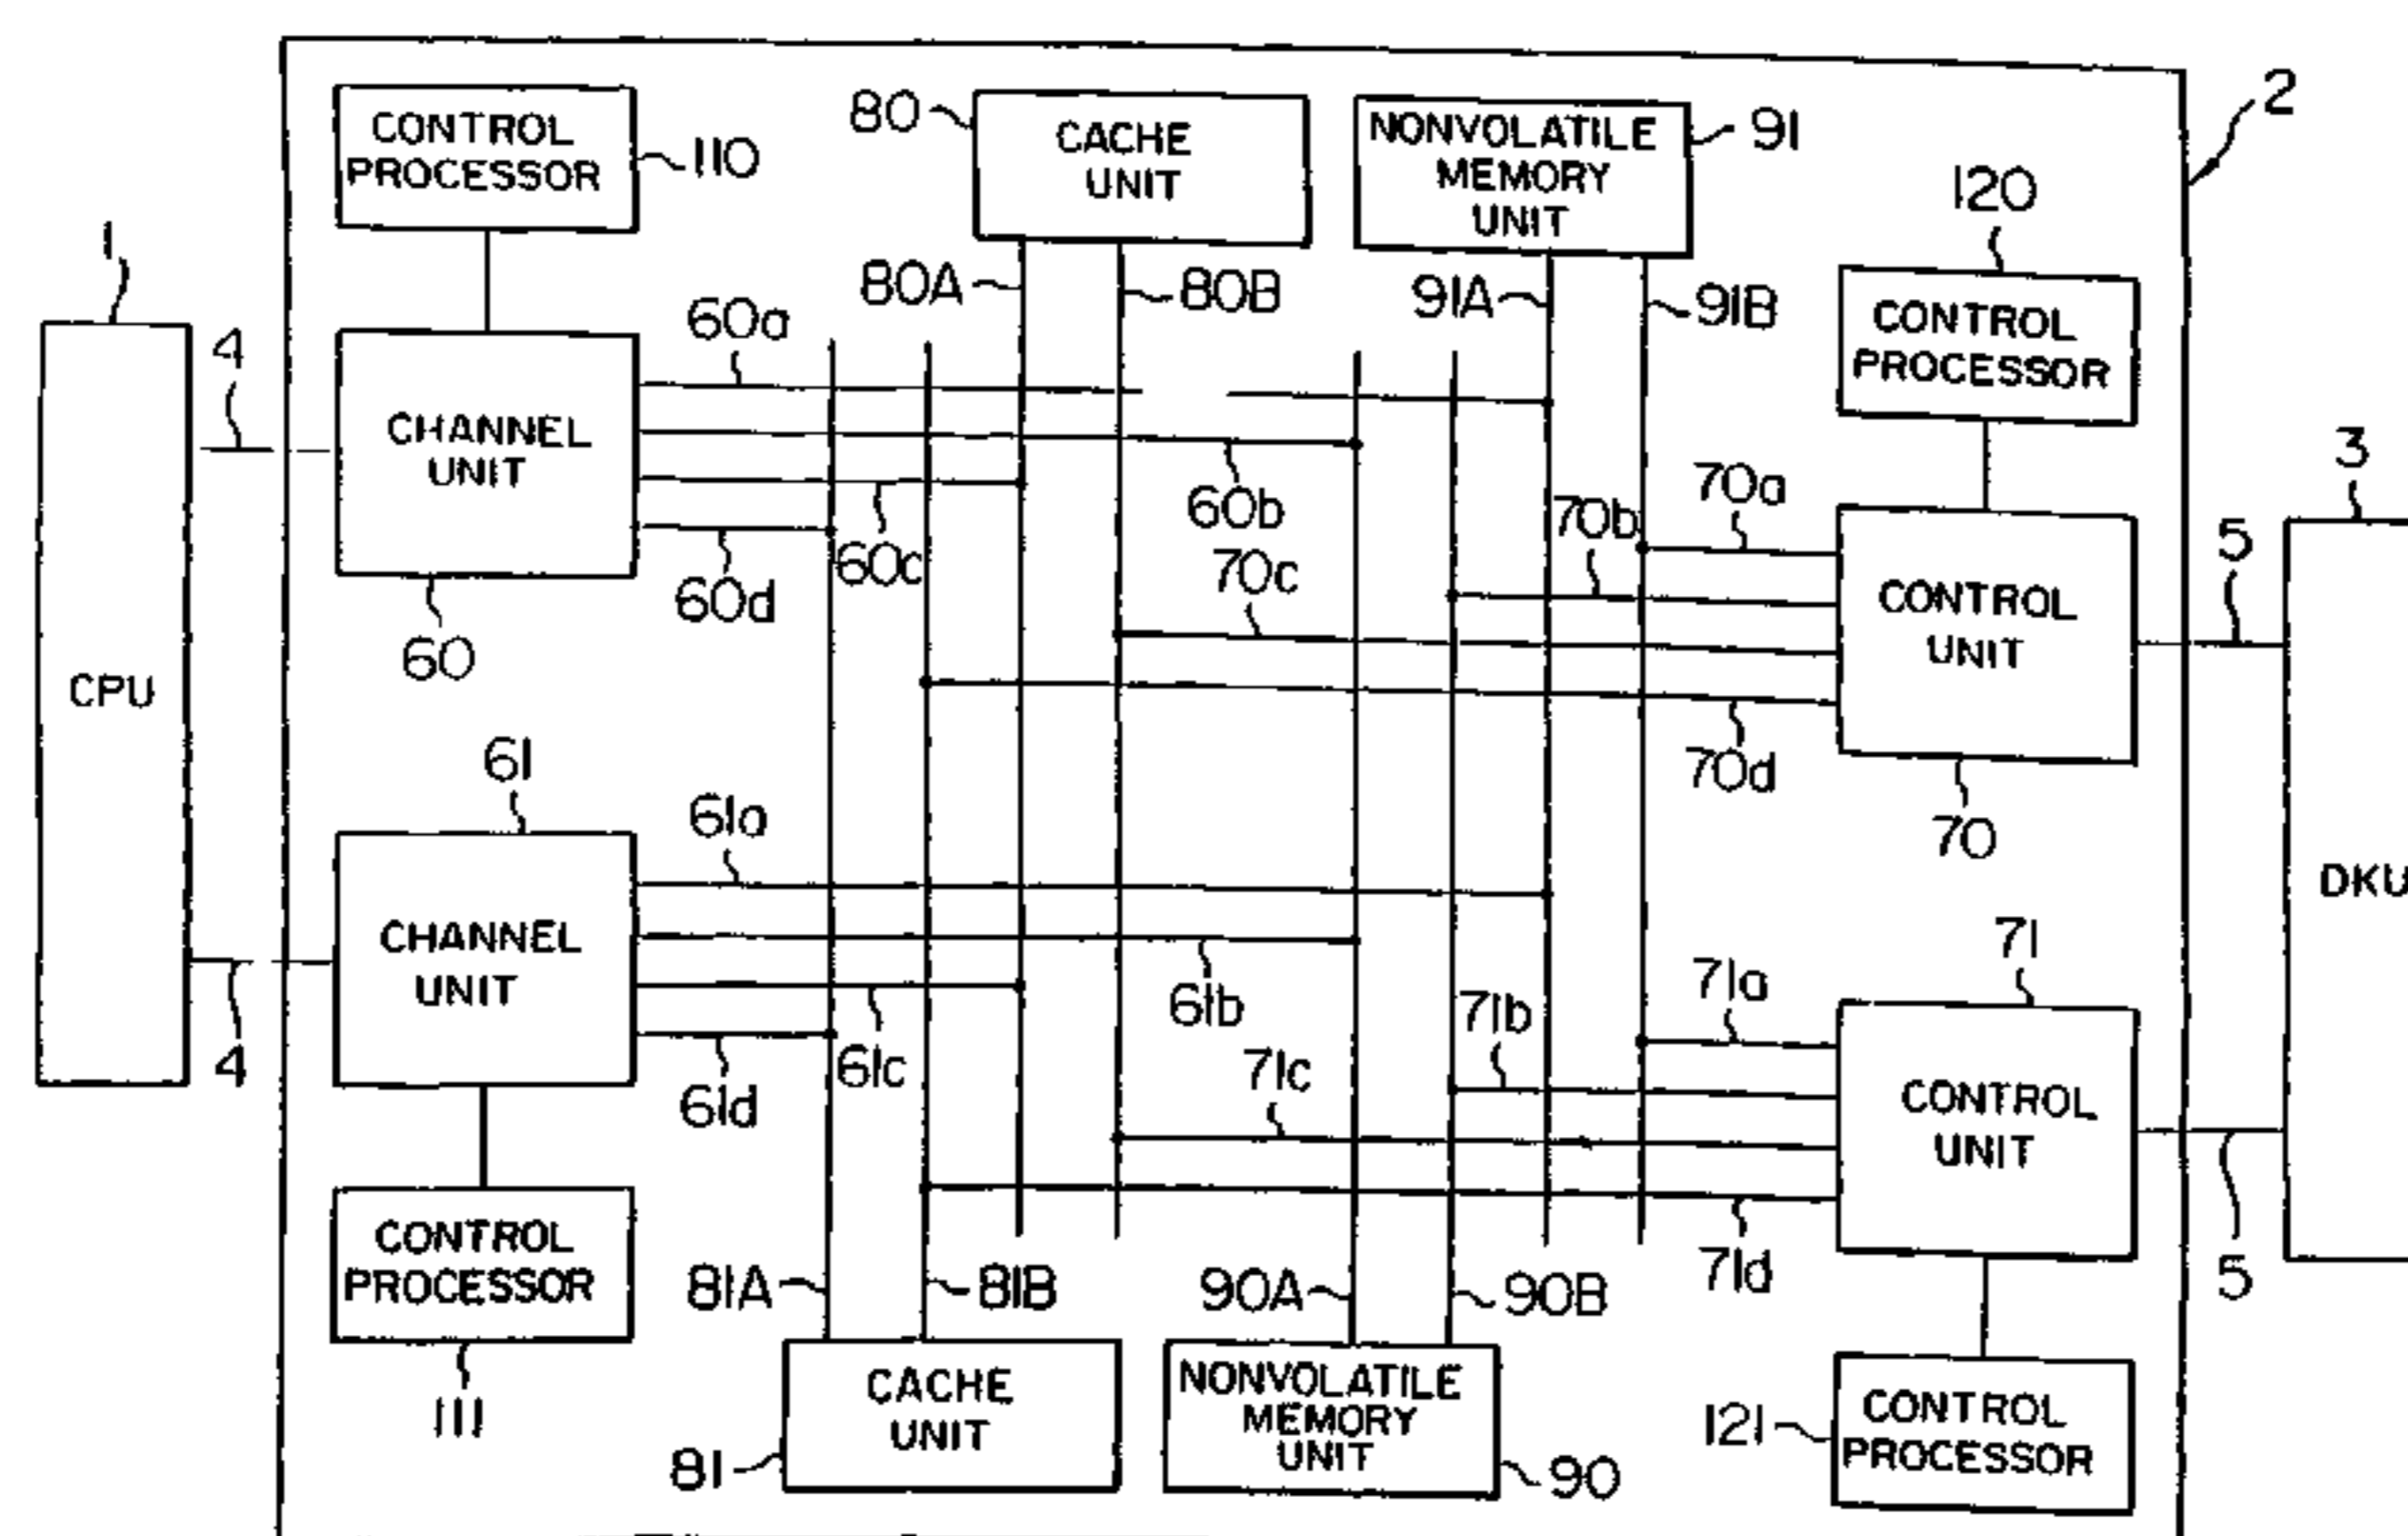 CONTROL
PROCESSOR
110
80
CACHE
UNIT
NONVOLATILE
MEMORY
UNIT
91
2
120
1
4
60a
80A
80B
91A
91B
CONTROL
PROCESSOR
CHANNEL
UNIT
60b
60c
60d
60
70a
70b
70c
70d
3
5
CONTROL
UNIT
70
CPU
61
61a
CHANNEL
UNIT
61b
61c
61d
4
71
71a
71b
71c
71d
CONTROL
UNIT
5
DKU
CONTROL
PROCESSOR
111
81A
81B
90A
90B
CACHE
UNIT
81
NONVOLATILE
MEMORY
UNIT
90
121
CONTROL
PROCESSOR